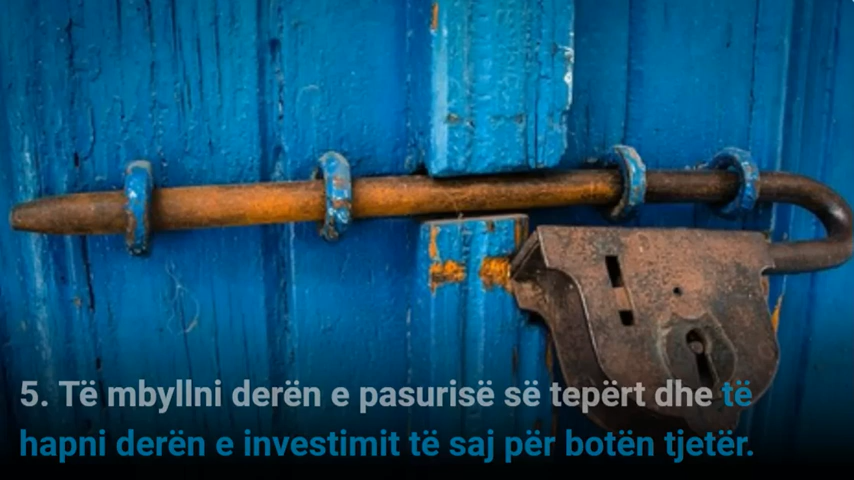 5. Të mbyllni derën e pasurisë së tepërt dhe të
hapni derën e investimit të saj për botën tjetër.